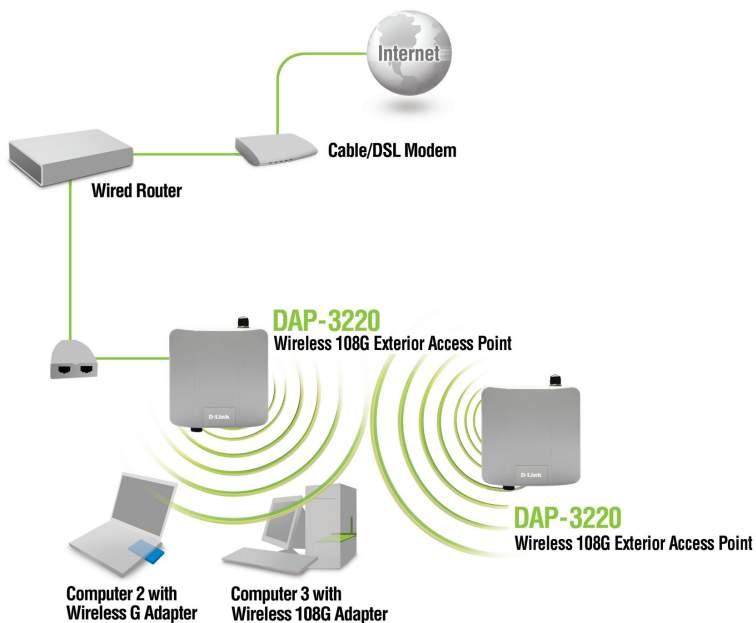 Internet
Cable/DSL Modem
Wired Router
DAP-3220
Wireless 108G Exterior Access Point
D-Link
D-Link
DAP-3220
Wireless 108G Exterior Access Point
Computer 2 with
Wireless G Adapter
Computer 3 with
Wireless 108G Adapter